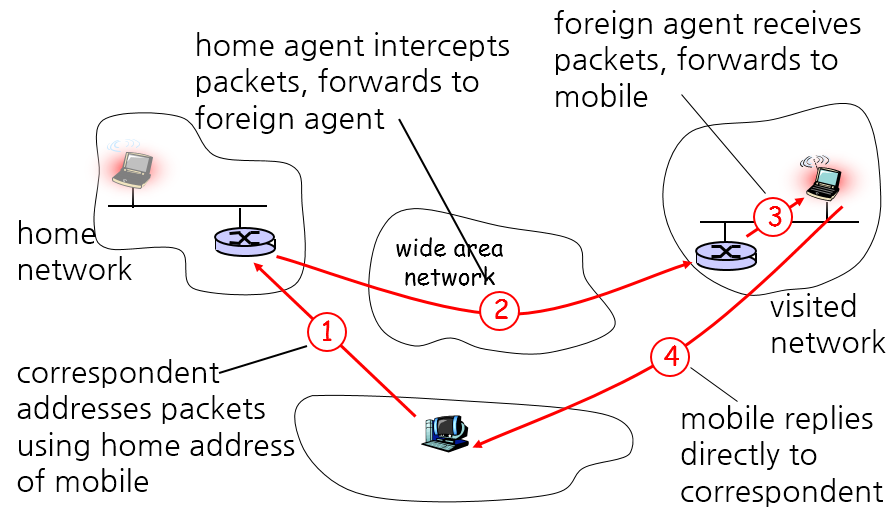 home agent intercepts
packets, forwards to
foreign agent
foreign agent receives
packets, forwards to
mobile
home
network
wide area
network
1
2
3
4
visited
network
correspondent
addresses packets
using home address
of mobile
mobile replies
directly to
correspondent